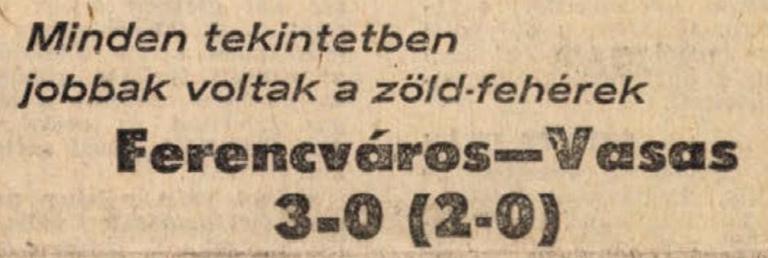 Minden tekintetben
jobbak voltak a zöld-fehérek
Ferencváros—Vasas
3-0 (2-0)